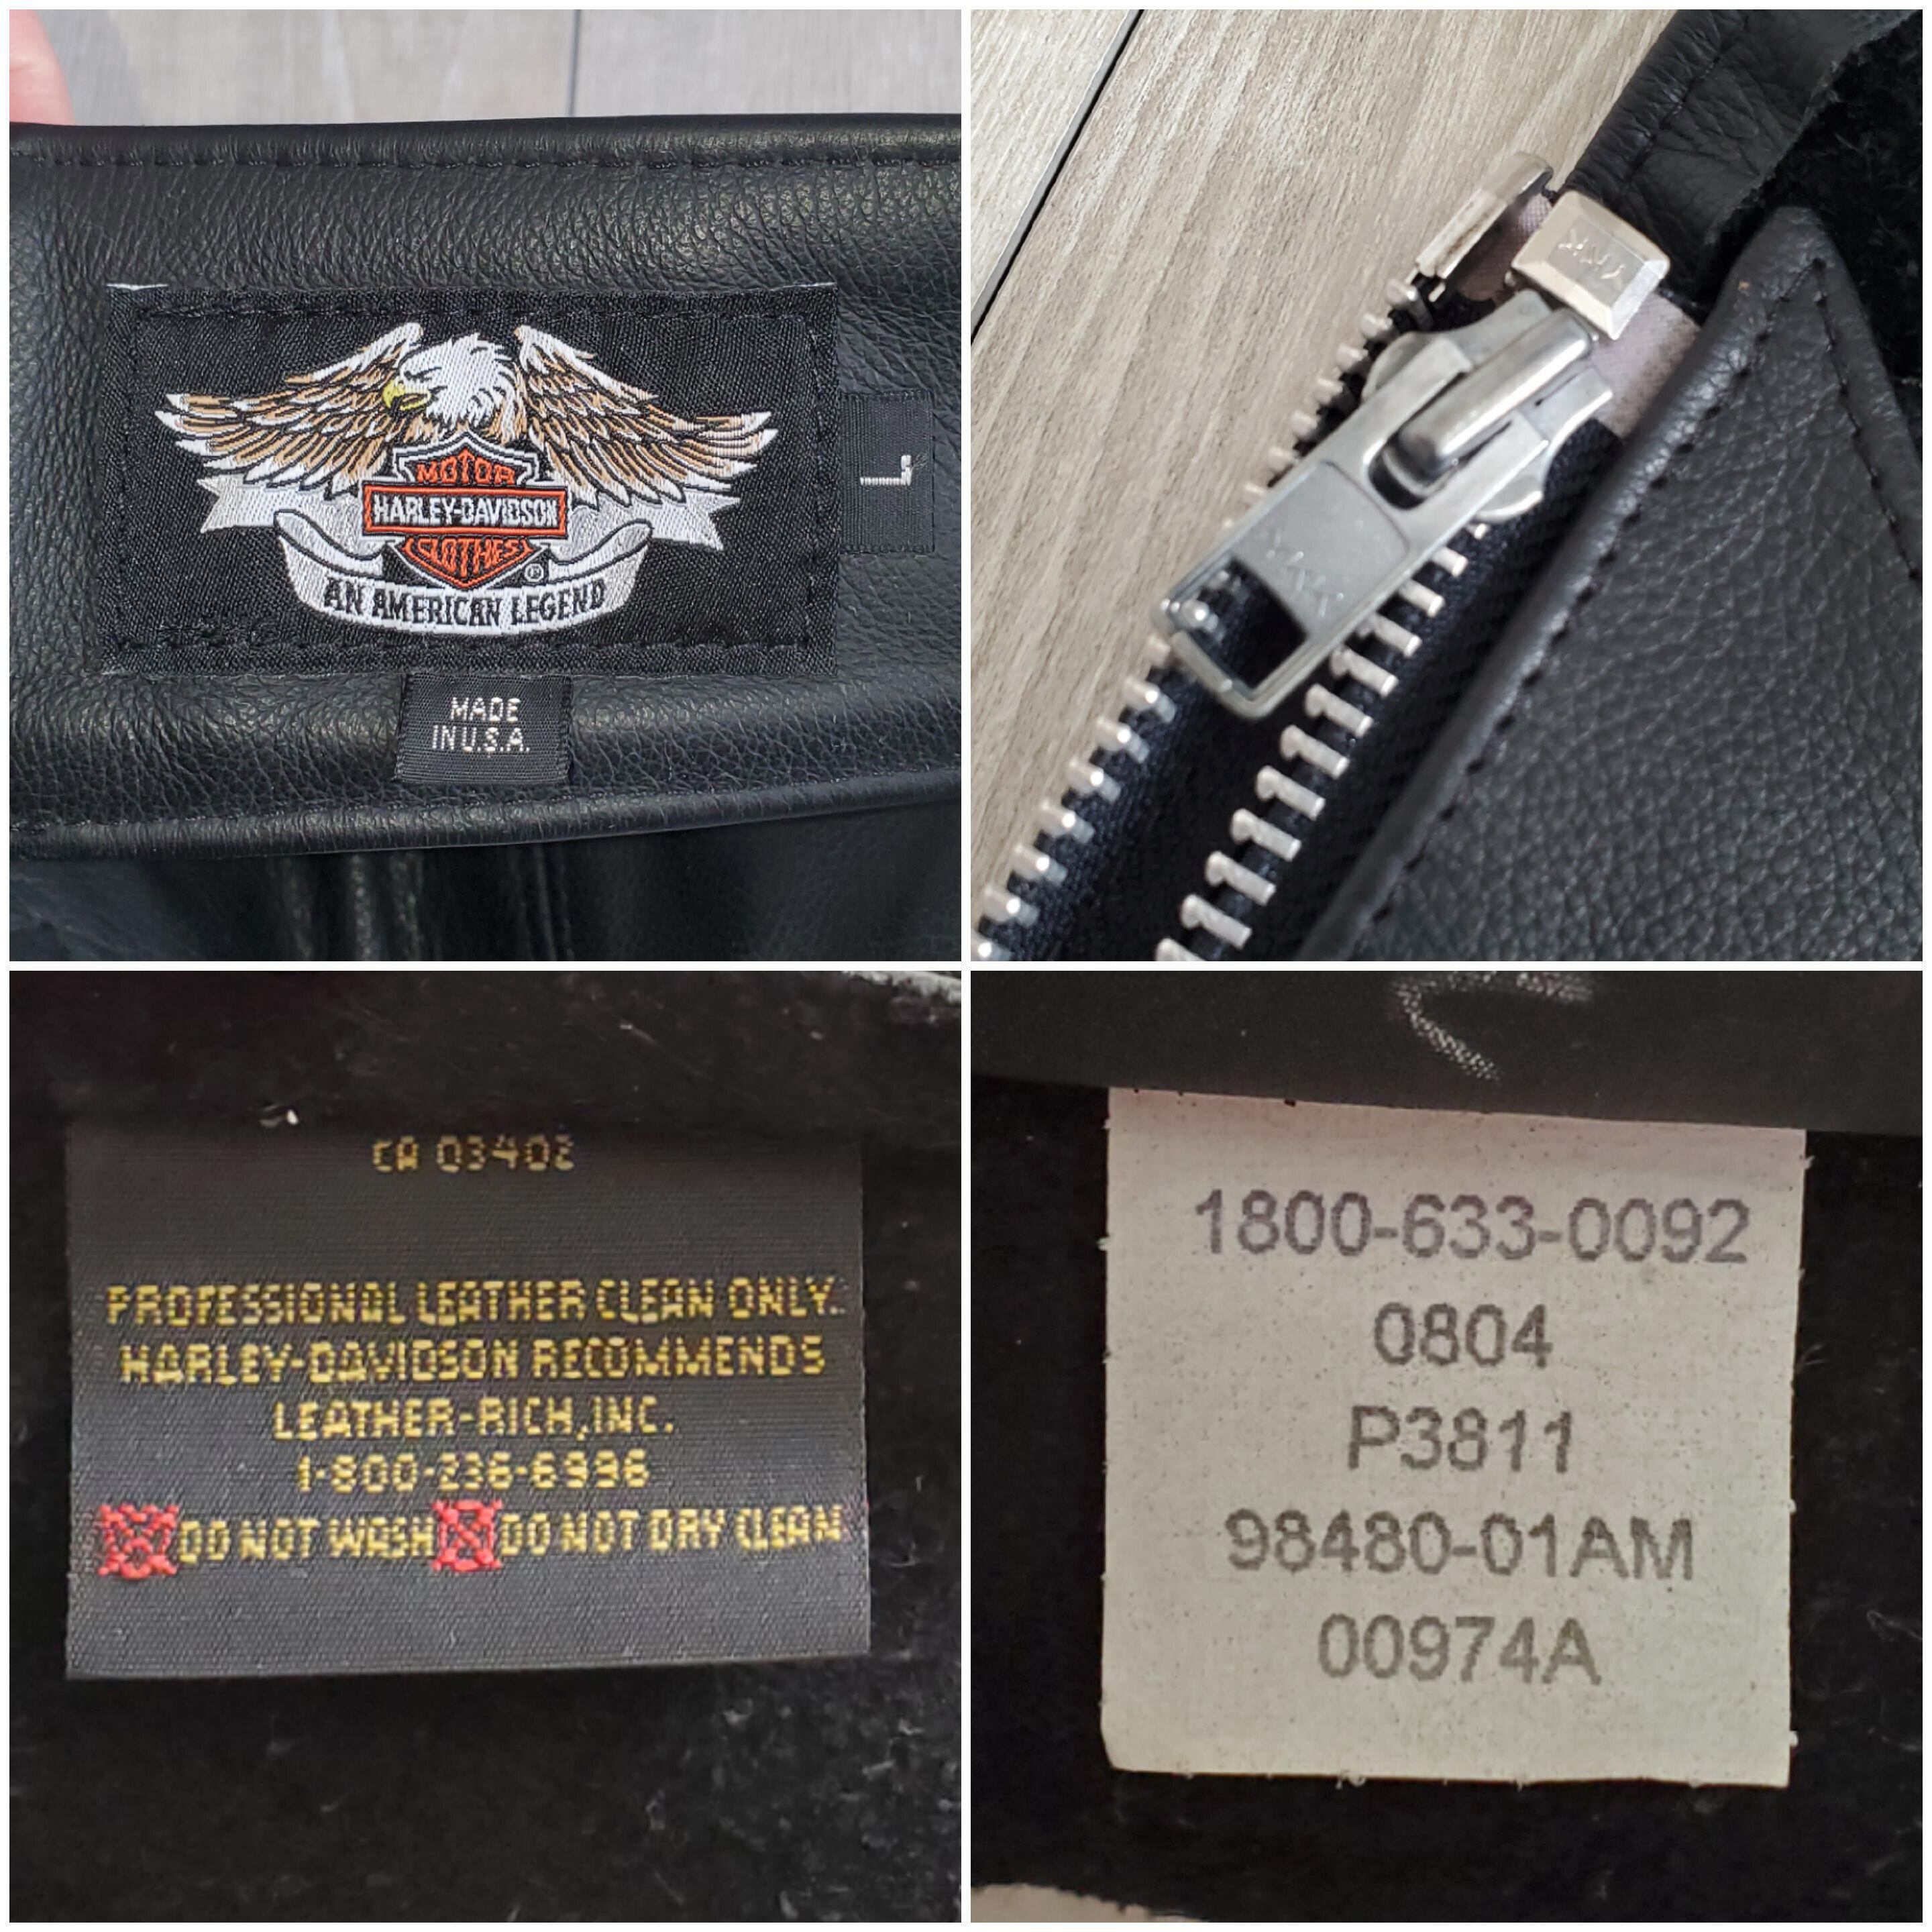 MOTOR
HARLEY-DAVIDSON
CLOTHES
®
AN AMERICAN LEGEND
L
MADE
IN U.S.A.
YKK
YKK
PROFESSIONAL LEATHER CLEAN ONLY.
HARLEY-DAVIDSON RECOMMENDS
LEATHER-RICH, INC.
1-800-236-6996
DO NOT WASH DO NOT DRY CLEAN
1800-633-0092
0804
P3811
98480-01AM
00974A